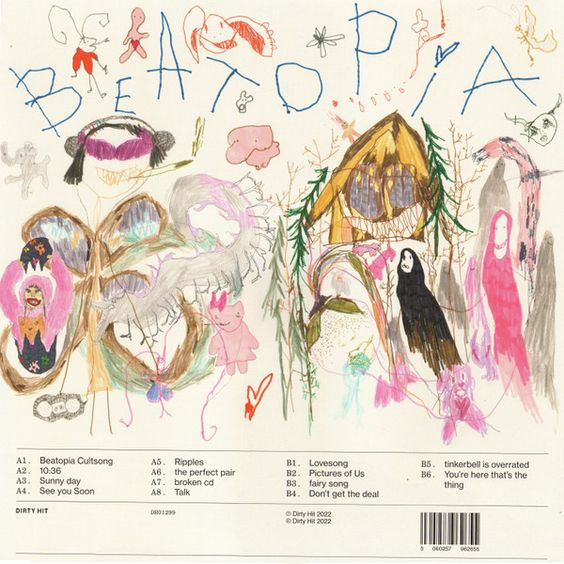 BEATOPIA
A1. Beatopia Cultsong
A2. 10:36
A3. Sunny day
A4. See you Soon
A5. Ripples
A6. the perfect pair
A7. broken cd
A8. Talk
B1. Lovesong
B2. Pictures of Us
B3. fairy song
B4. Don't get the deal
B5. tinkerbell is overrated
B6. You're here that's the
thing
DIRTY HIT
DH01299
Ⓟ Dirty Hit 2022
© Dirty Hit 2022
5 060257 962655